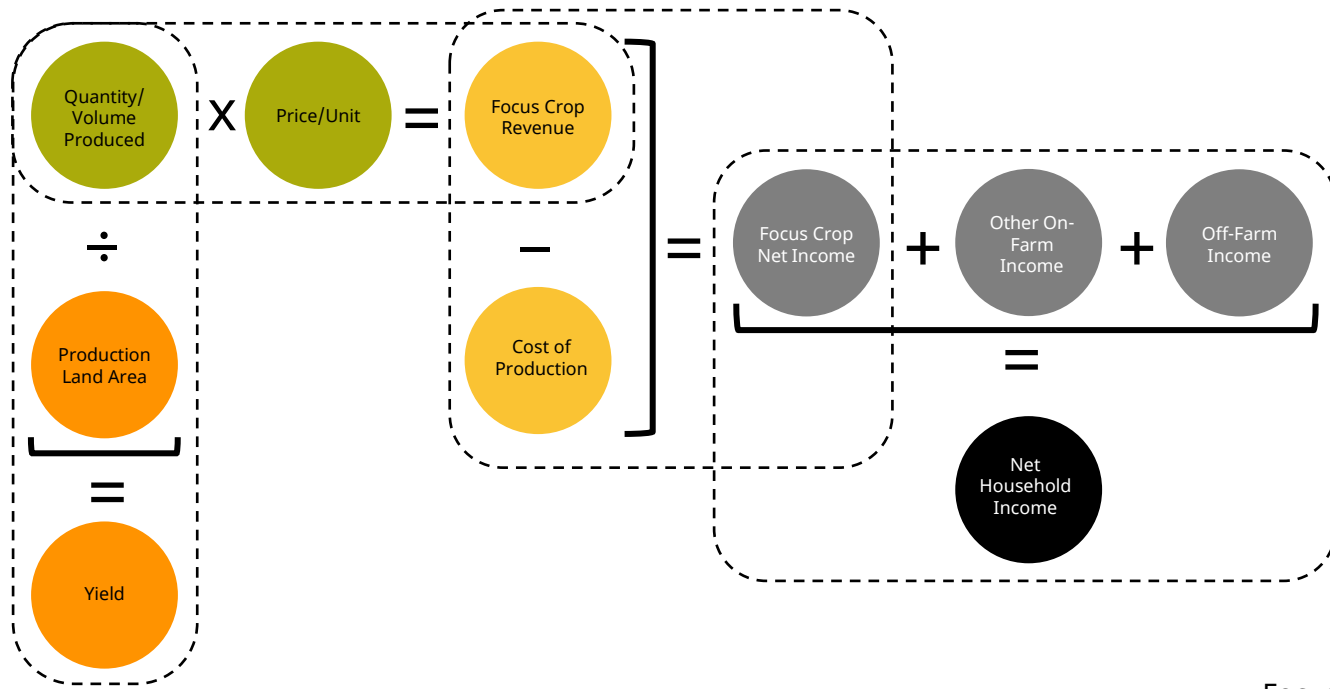 Quantity/
Volume
Produced
x
Price/Unit
=
Focus Crop
Revenue
÷
–
=
Focus Crop
Net Income
+
Other On-
Farm
Income
+
Off-Farm
Income
Production
Land Area
Cost of
Production
=
=
Net
Household
Income
Yield